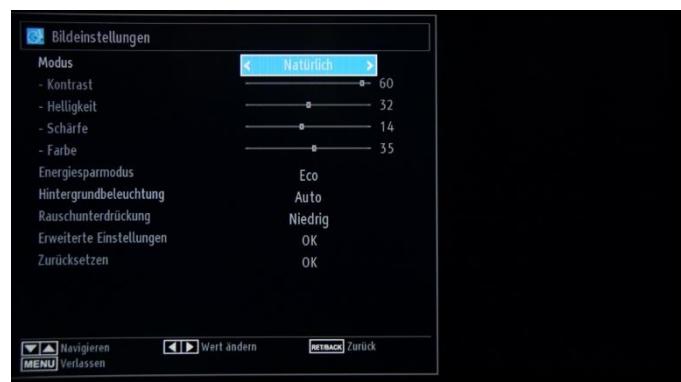 Bildeinstellungen
Modus Natürlich
- Kontrast 60
- Helligkeit 32
- Schärfe 14
- Farbe 35
Energiesparmodus Eco
Hintergrundbeleuchtung Auto
Rauschunterdrückung Niedrig
Erweiterte Einstellungen OK
Zurücksetzen OK
Navigieren Wert ändern RET/BACK Zurück
MENU Verlassen